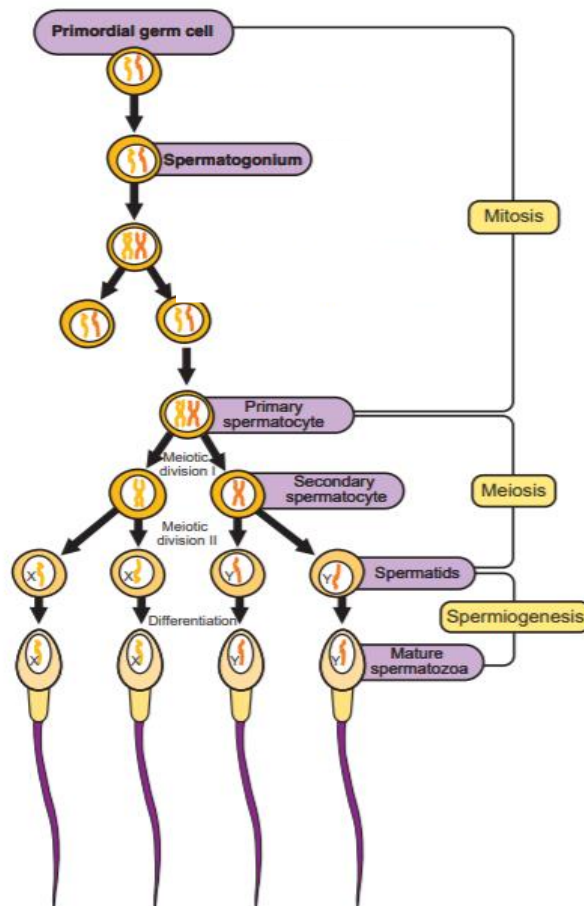 Primordial germ cell
Spermatogonium
Mitosis
Primary
spermatocyte
Meiotic
division I
Secondary
spermatocyte
Meiosis
Meiotic
division II
X
X
Y
Y
Spermatids
Spermiogenesis
Differentiation
X
X
Y
Y
Mature
spermatozoa